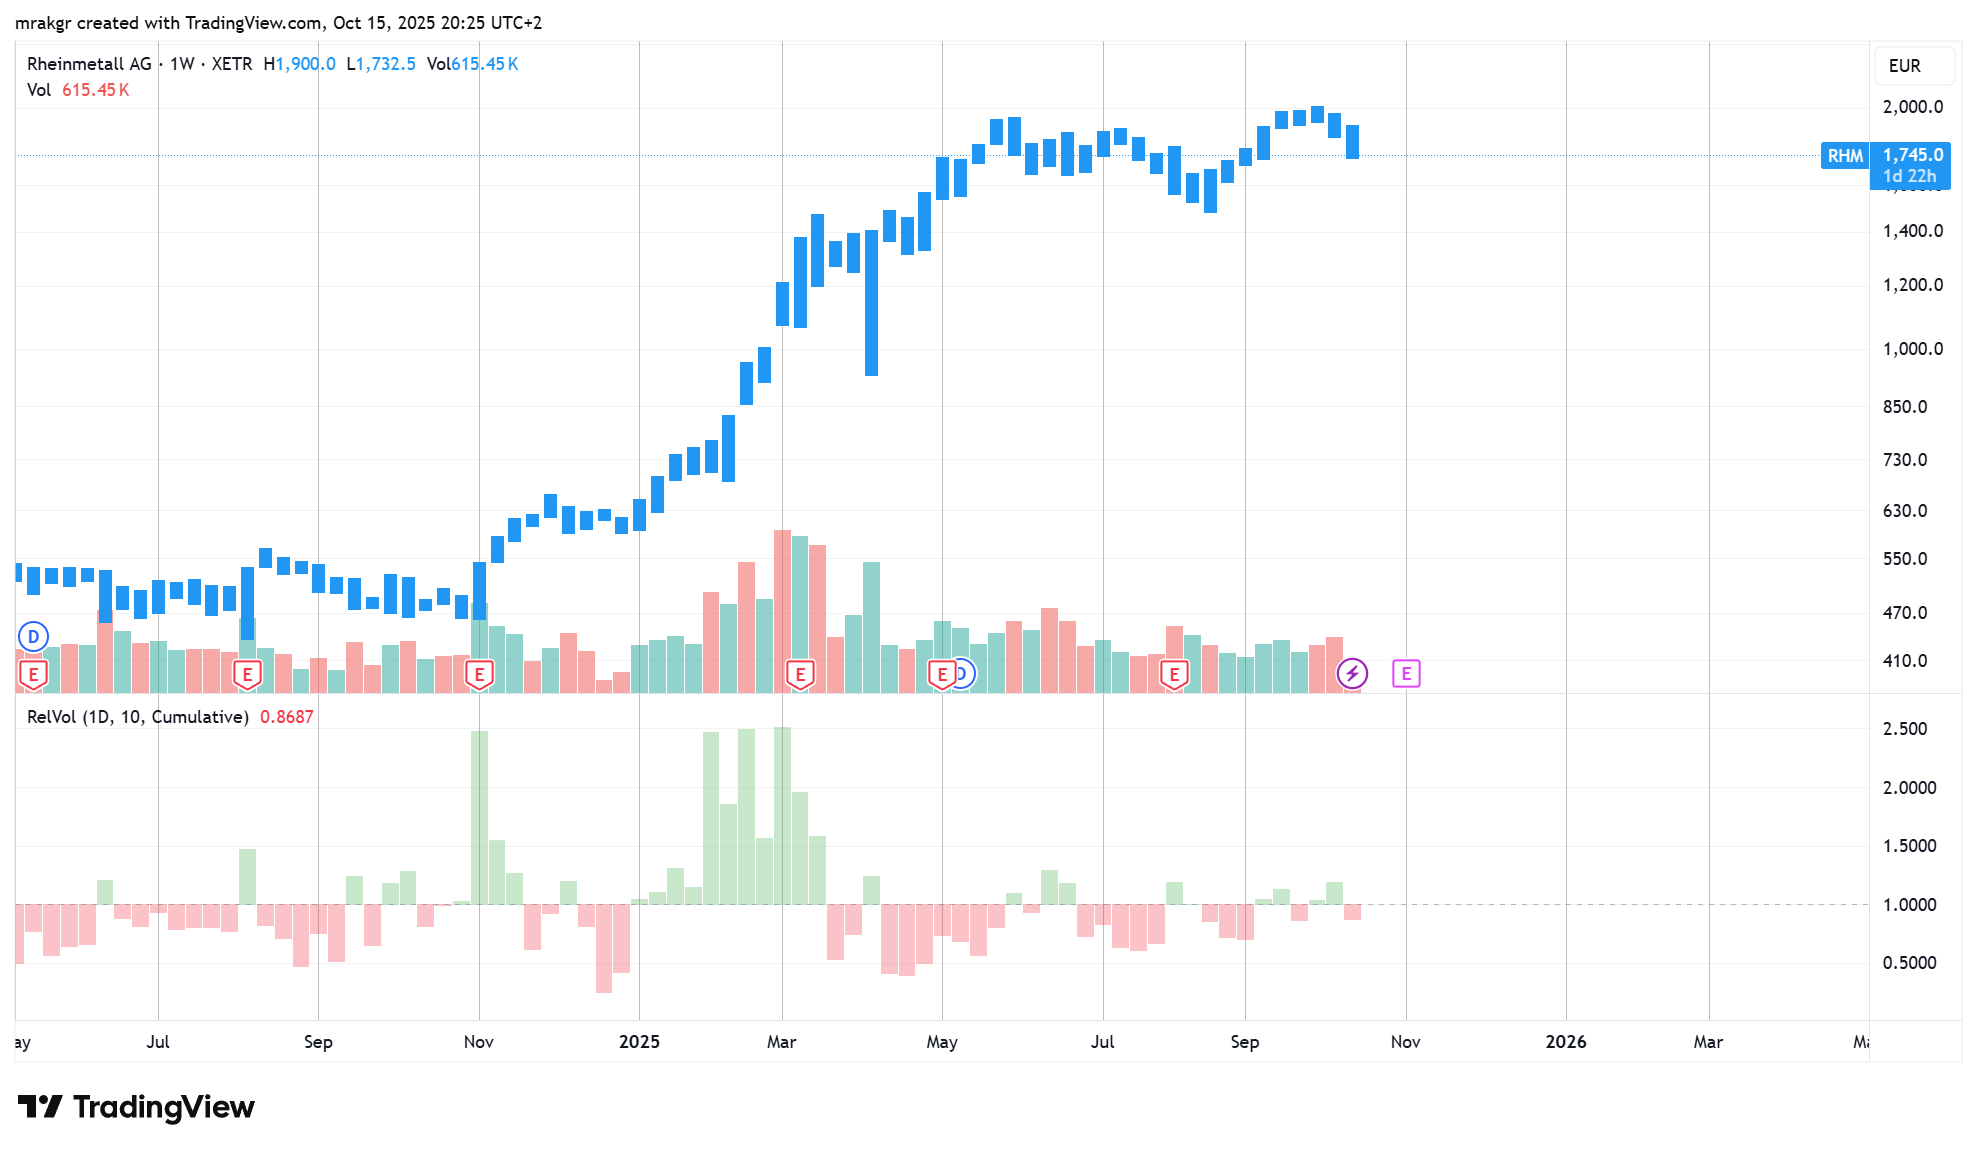 mrakgr created with TradingView.com, Oct 15, 2025 20:25 UTC+2
Rheinmetall AG · 1W · XETR H1,900.0 L1,732.5 Vol615.45 K
Vol 615.45 K
EUR
2,000.0
RHM 1,745.0
1d 22h
1,400.0
1,200.0
1,000.0
850.0
730.0
630.0
550.0
470.0
410.0
D
E E E E E D E E
RelVol (1D, 10, Cumulative) 0.8687
2.500
2.0000
1.5000
1.0000
0.5000
ay Jul Sep Nov 2025 Mar May Jul Sep Nov 2026 Mar Ma
TradingView